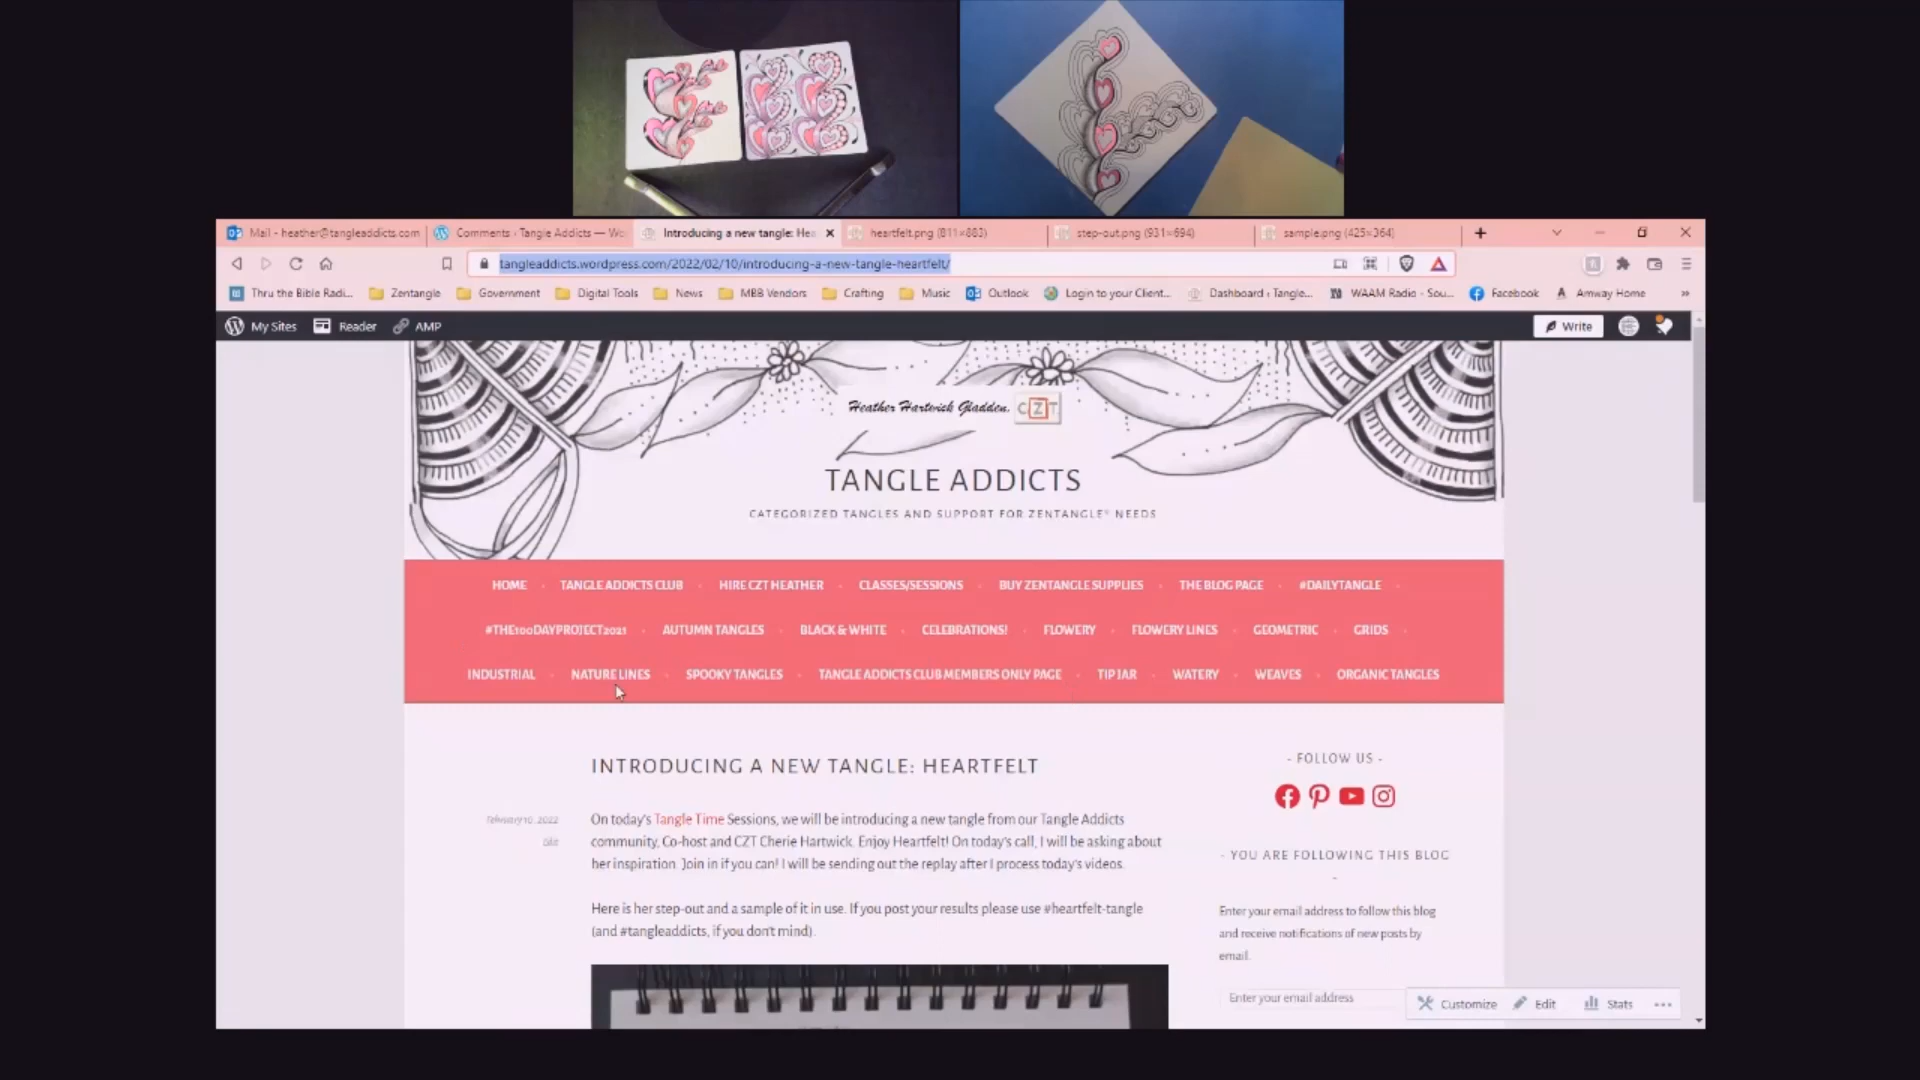 Mail - heather@tangleaddicts.com
Comments ‹ Tangle Addicts — Wo
Introducing a new tangle: Hea
heartfelt.png (811×883)
step-out.png (931×694)
sample.png (425×364)
tangleaddicts.wordpress.com/2022/02/10/introducing-a-new-tangle-heartfelt/
Thru the Bible Radi...
Zentangle
Government
Digital Tools
News
MBB Vendors
Crafting
Music
Outlook
Login to your Client...
Dashboard ‹ Tangle...
WAAM Radio - Sou...
Facebook
Amway Home
»
My Sites
Reader
AMP
Write
Heather Hartwick Gladden, CZT
TANGLE ADDICTS
CATEGORIZED TANGLES AND SUPPORT FOR ZENTANGLE® NEEDS
HOME
TANGLE ADDICTS CLUB
HIRE CZT HEATHER
CLASSES/SESSIONS
BUY ZENTANGLE SUPPLIES
THE BLOG PAGE
#DAILYTANGLE
#THE100DAYPROJECT2021
AUTUMN TANGLES
BLACK & WHITE
CELEBRATIONS!
FLOWERY
FLOWERY LINES
GEOMETRIC
GRIDS
INDUSTRIAL
NATURE LINES
SPOOKY TANGLES
TANGLE ADDICTS CLUB MEMBERS ONLY PAGE
TIP JAR
WATERY
WEAVES
ORGANIC TANGLES
INTRODUCING A NEW TANGLE: HEARTFELT
February 10, 2022
Edit
On today's Tangle Time Sessions, we will be introducing a new tangle from our Tangle Addicts
community, Co-host and CZT Cherie Hartwick. Enjoy Heartfelt! On today's call, I will be asking about
her inspiration. Join in if you can! I will be sending out the replay after I process today's videos.
Here is her step-out and a sample of it in use. If you post your results please use #heartfelt-tangle
(and #tangleaddicts, if you don't mind).
- FOLLOW US -
- YOU ARE FOLLOWING THIS BLOG
-
Enter your email address to follow this blog
and receive notifications of new posts by
email.
Enter your email address
Customize
Edit
Stats